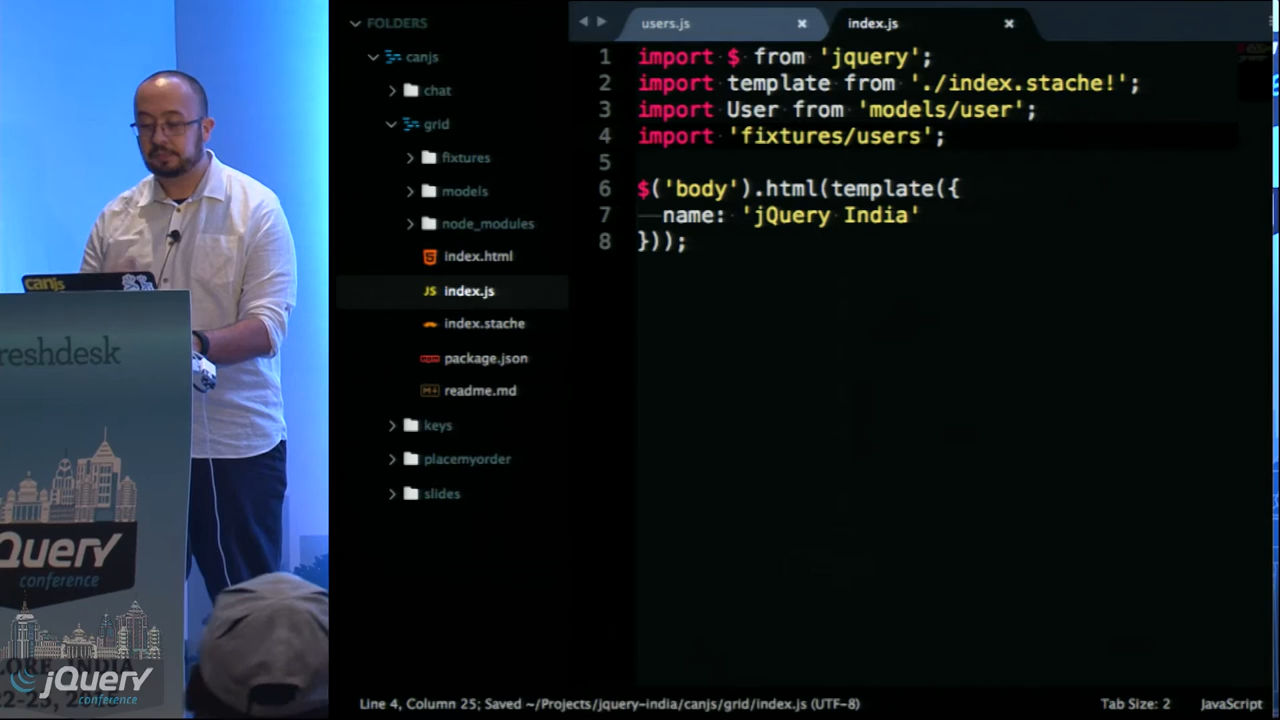 FOLDERS
canjs
chat
grid
fixtures
models
node_modules
index.html
JS index.js
index.stache
package.json
readme.md
keys
placemyorder
slides
users.js
index.js
1 import $ from 'jquery';
2 import template from './index.stache!';
3 import User from 'models/user';
4 import 'fixtures/users';
5
6 $('body').html(template({
7 name: 'jQuery India'
8 }));
Line 4, Column 25; Saved ~/Projects/jquery-india/canjs/grid/index.js (UTF-8)
Tab Size: 2
JavaScript
canjs
reshdesk
jQuery
conference
LORE, INDIA
jQuery
conference